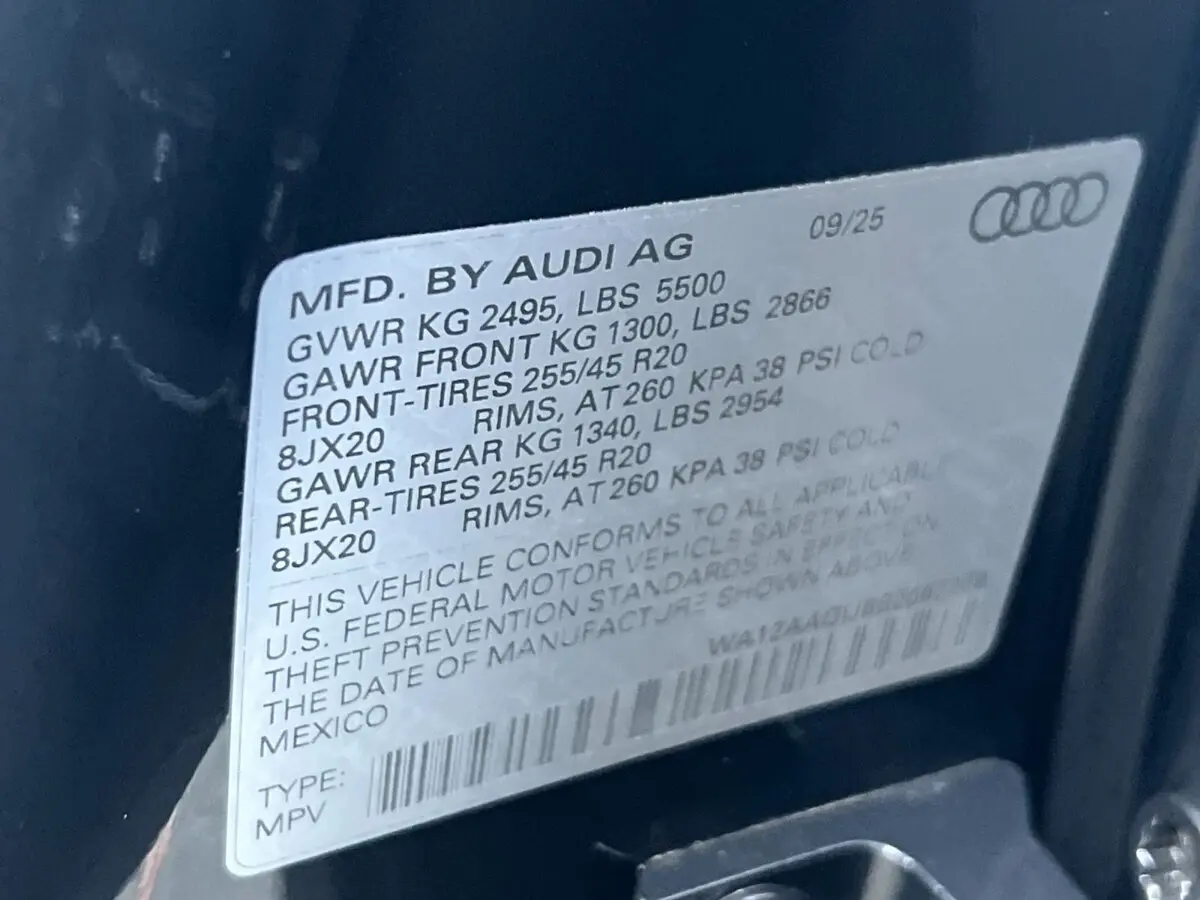 09/25
MFD. BY AUDI AG
GVWR KG 2495, LBS 5500
GAWR FRONT KG 1300, LBS 2866
FRONT-TIRES 255/45 R20
8JX20 RIMS, AT 260 KPA 38 PSI COLD
GAWR REAR KG 1340, LBS 2954
REAR-TIRES 255/45 R20
8JX20 RIMS, AT 260 KPA 38 PSI COLD
THIS VEHICLE CONFORMS TO ALL APPLICABLE
U.S. FEDERAL MOTOR VEHICLE SAFETY AND
THEFT PREVENTION STANDARDS IN EFFECT ON
THE DATE OF MANUFACTURE SHOWN ABOVE
MEXICO
TYPE:
MPV